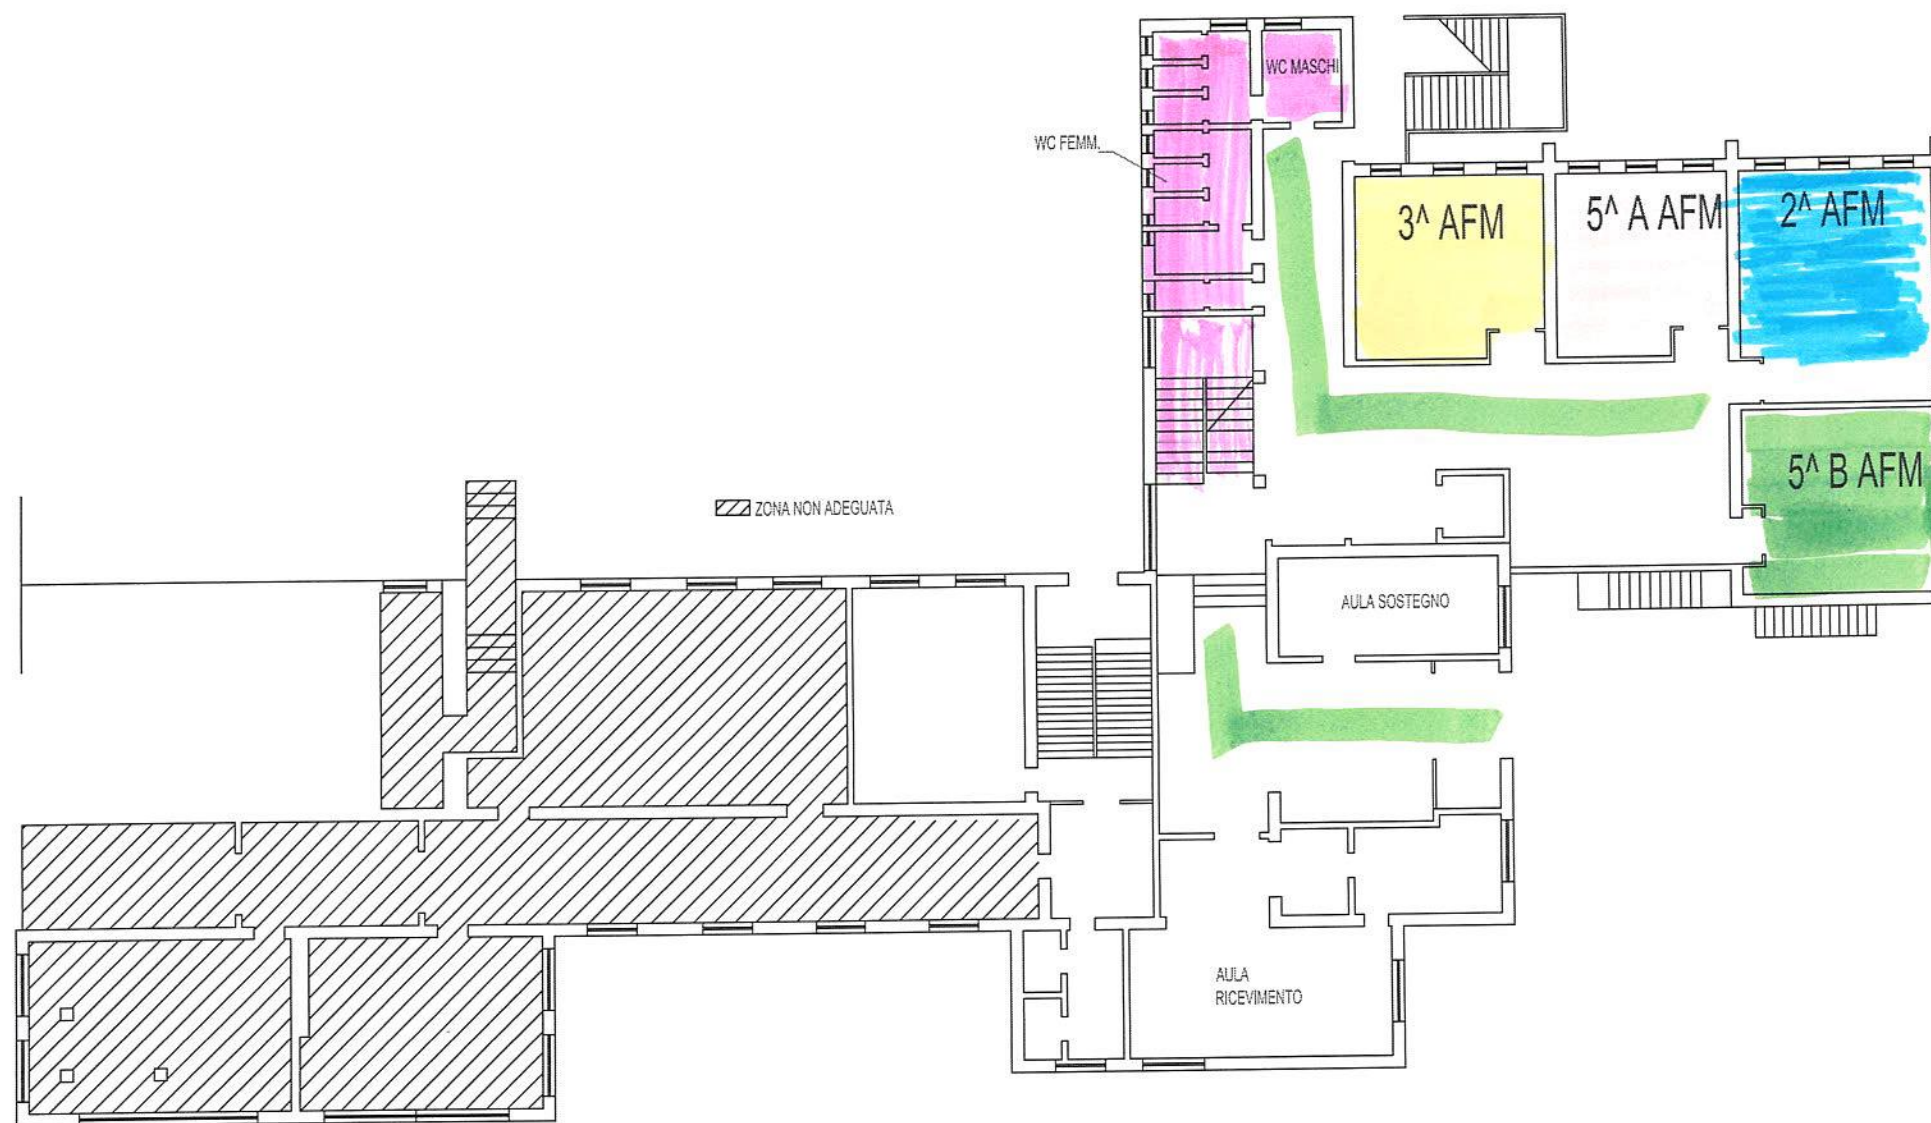 WC MASCHI
WC FEMM.
3^ AFM
5^ A AFM
2^ AFM
5^ B AFM
ZONA NON ADEGUATA
AULA SOSTEGNO
AULA
RICEVIMENTO